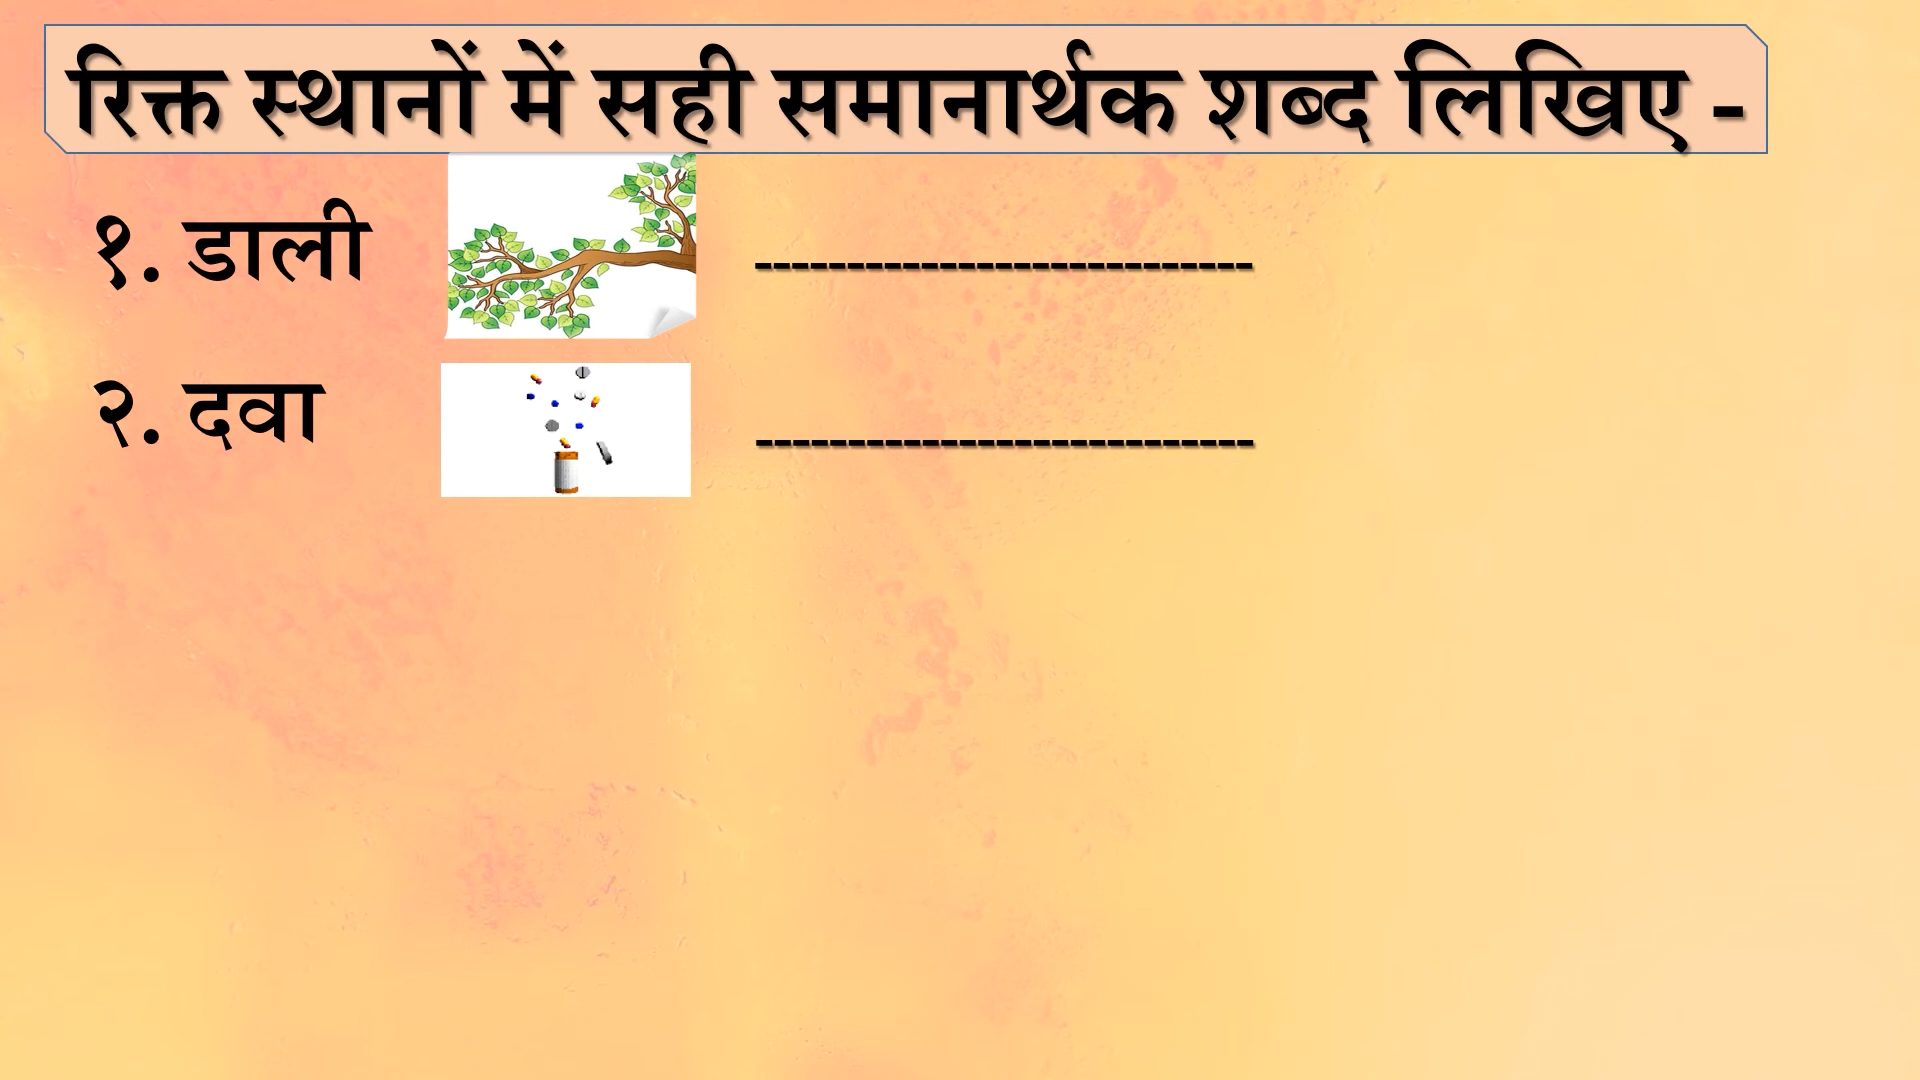 रिक्त स्थानों में सही समानार्थक शब्द लिखिए -
१. डाली ---------------------------
२. दवा ---------------------------